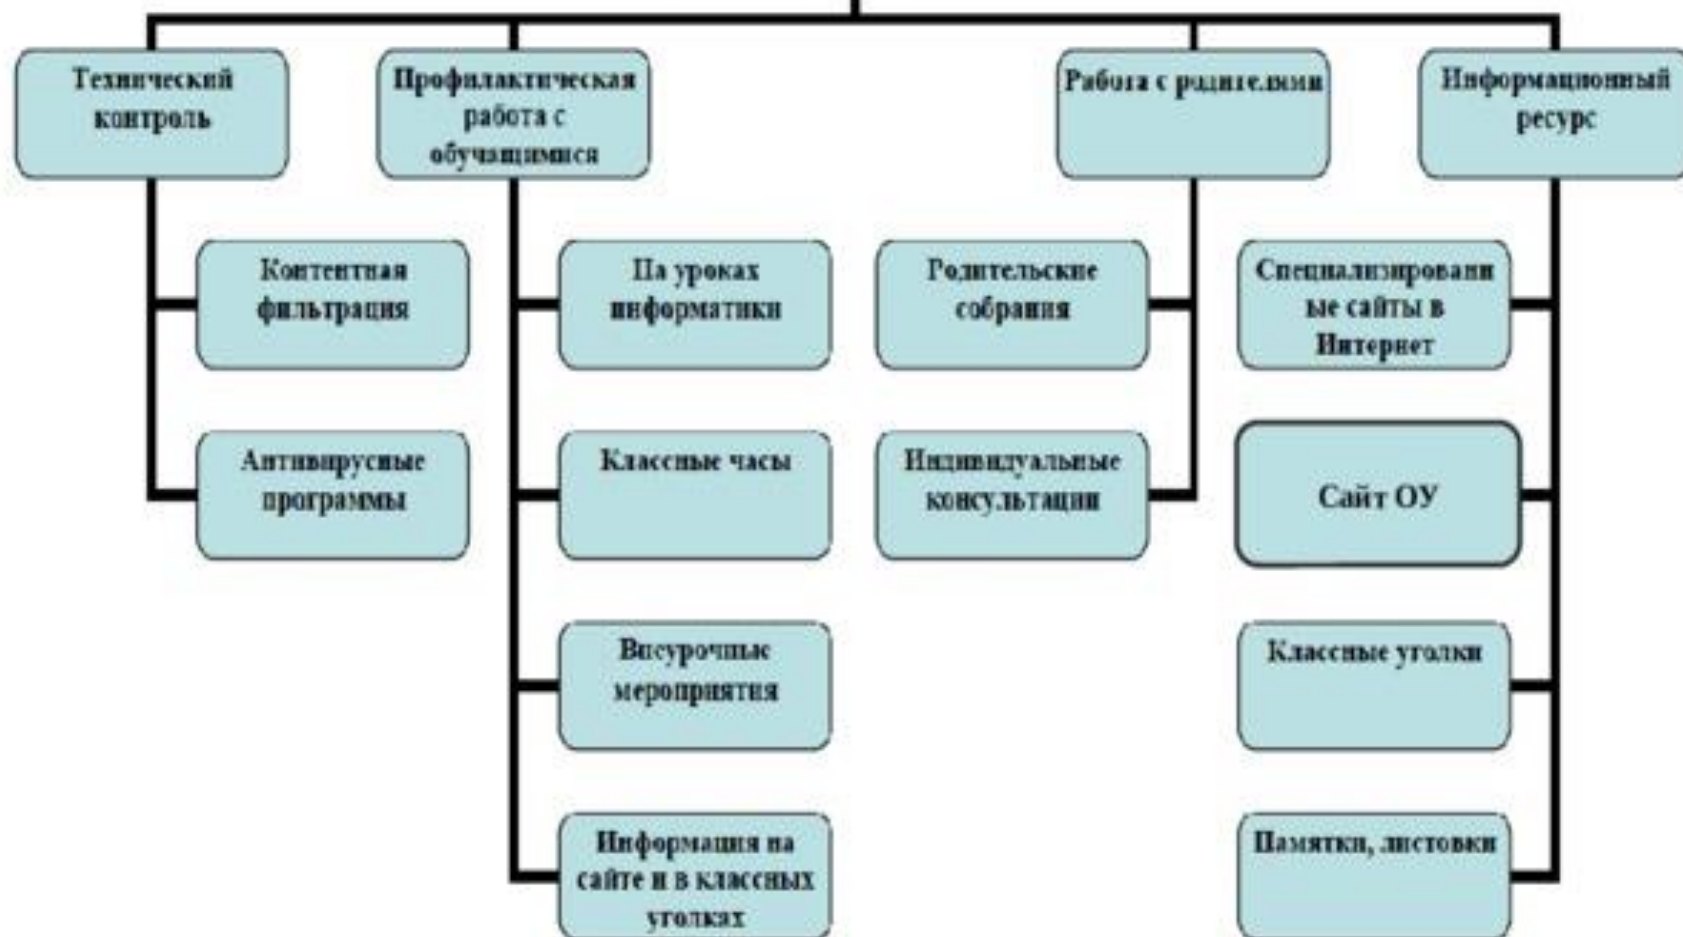 Технический
контроль
Профилактическая
работа с
обучащимися
Работа с родителями
Информационный
ресурс
Контентная
фильтрация
Антивирусные
программы
На уроках
информатики
Классные часы
Внеурочные
мероприятия
Информация на
сайте и в классных
уголках
Родительские
собрания
Индивидуальные
консультации
Специализированн
ые сайты в
Интернет
Сайт ОУ
Классные уголки
Памятки, листовки